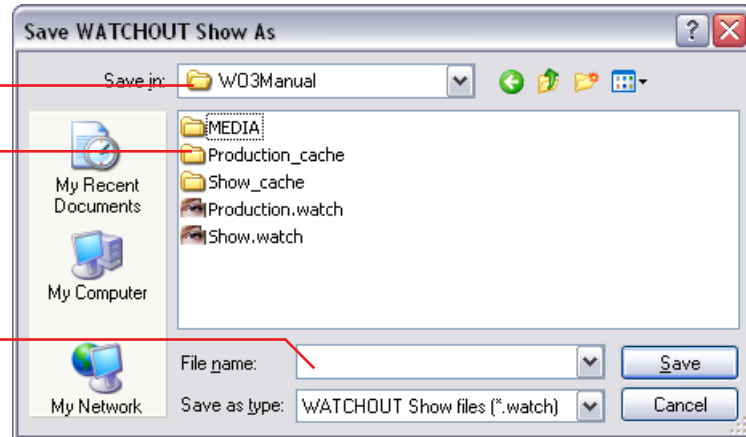 Save WATCHOUT Show As
Save in: WO3Manual
MEDIA
Production_cache
Show_cache
Production.watch
Show.watch
My Recent
Documents
My Computer
My Network
File name:
Save
Save as type: WATCHOUT Show files (*.watch)
Cancel